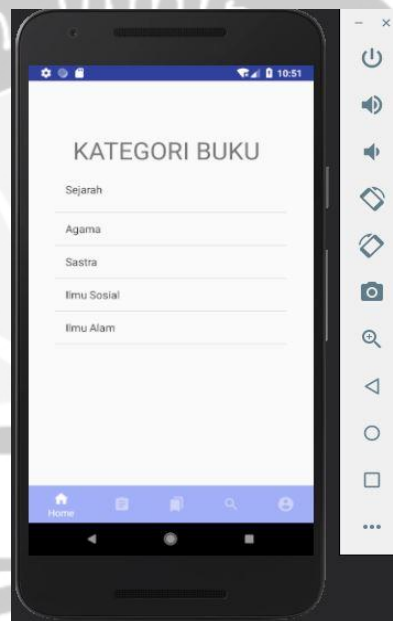 10:51
KATEGORI BUKU
Sejarah
Agama
Sastra
Ilmu Sosial
Ilmu Alam
Home